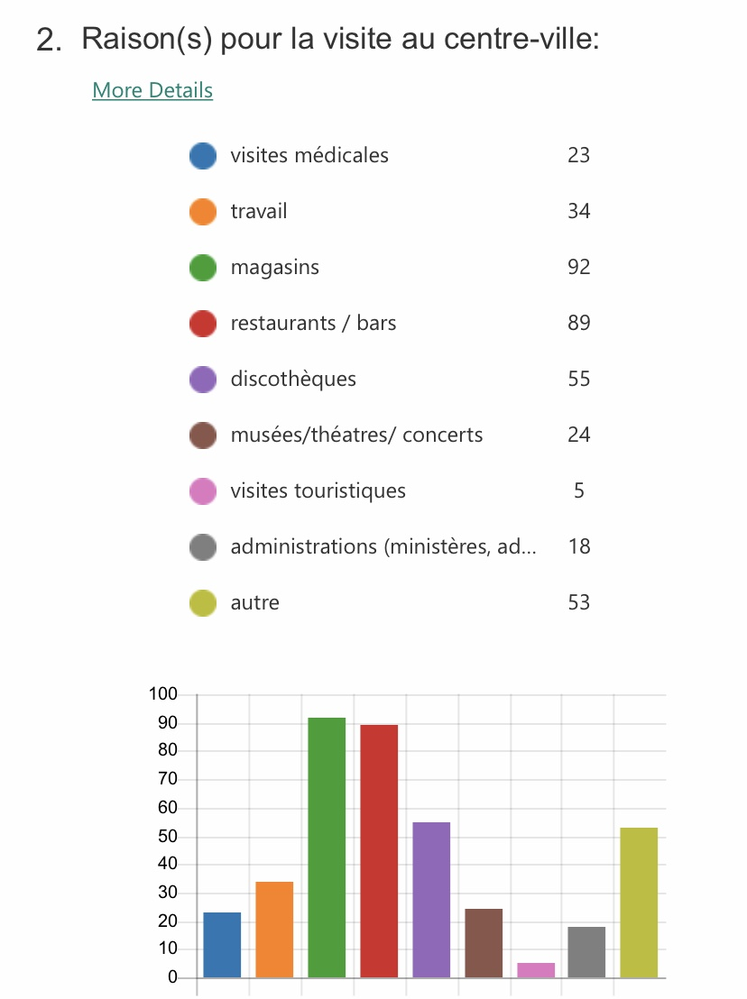 2. Raison(s) pour la visite au centre-ville:
More Details
visites médicales 23
travail 34
magasins 92
restaurants / bars 89
discothèques 55
musées/théatres/ concerts 24
visites touristiques 5
administrations (ministères, ad... 18
autre 53
100
90
80
70
60
50
40
30
20
10
0